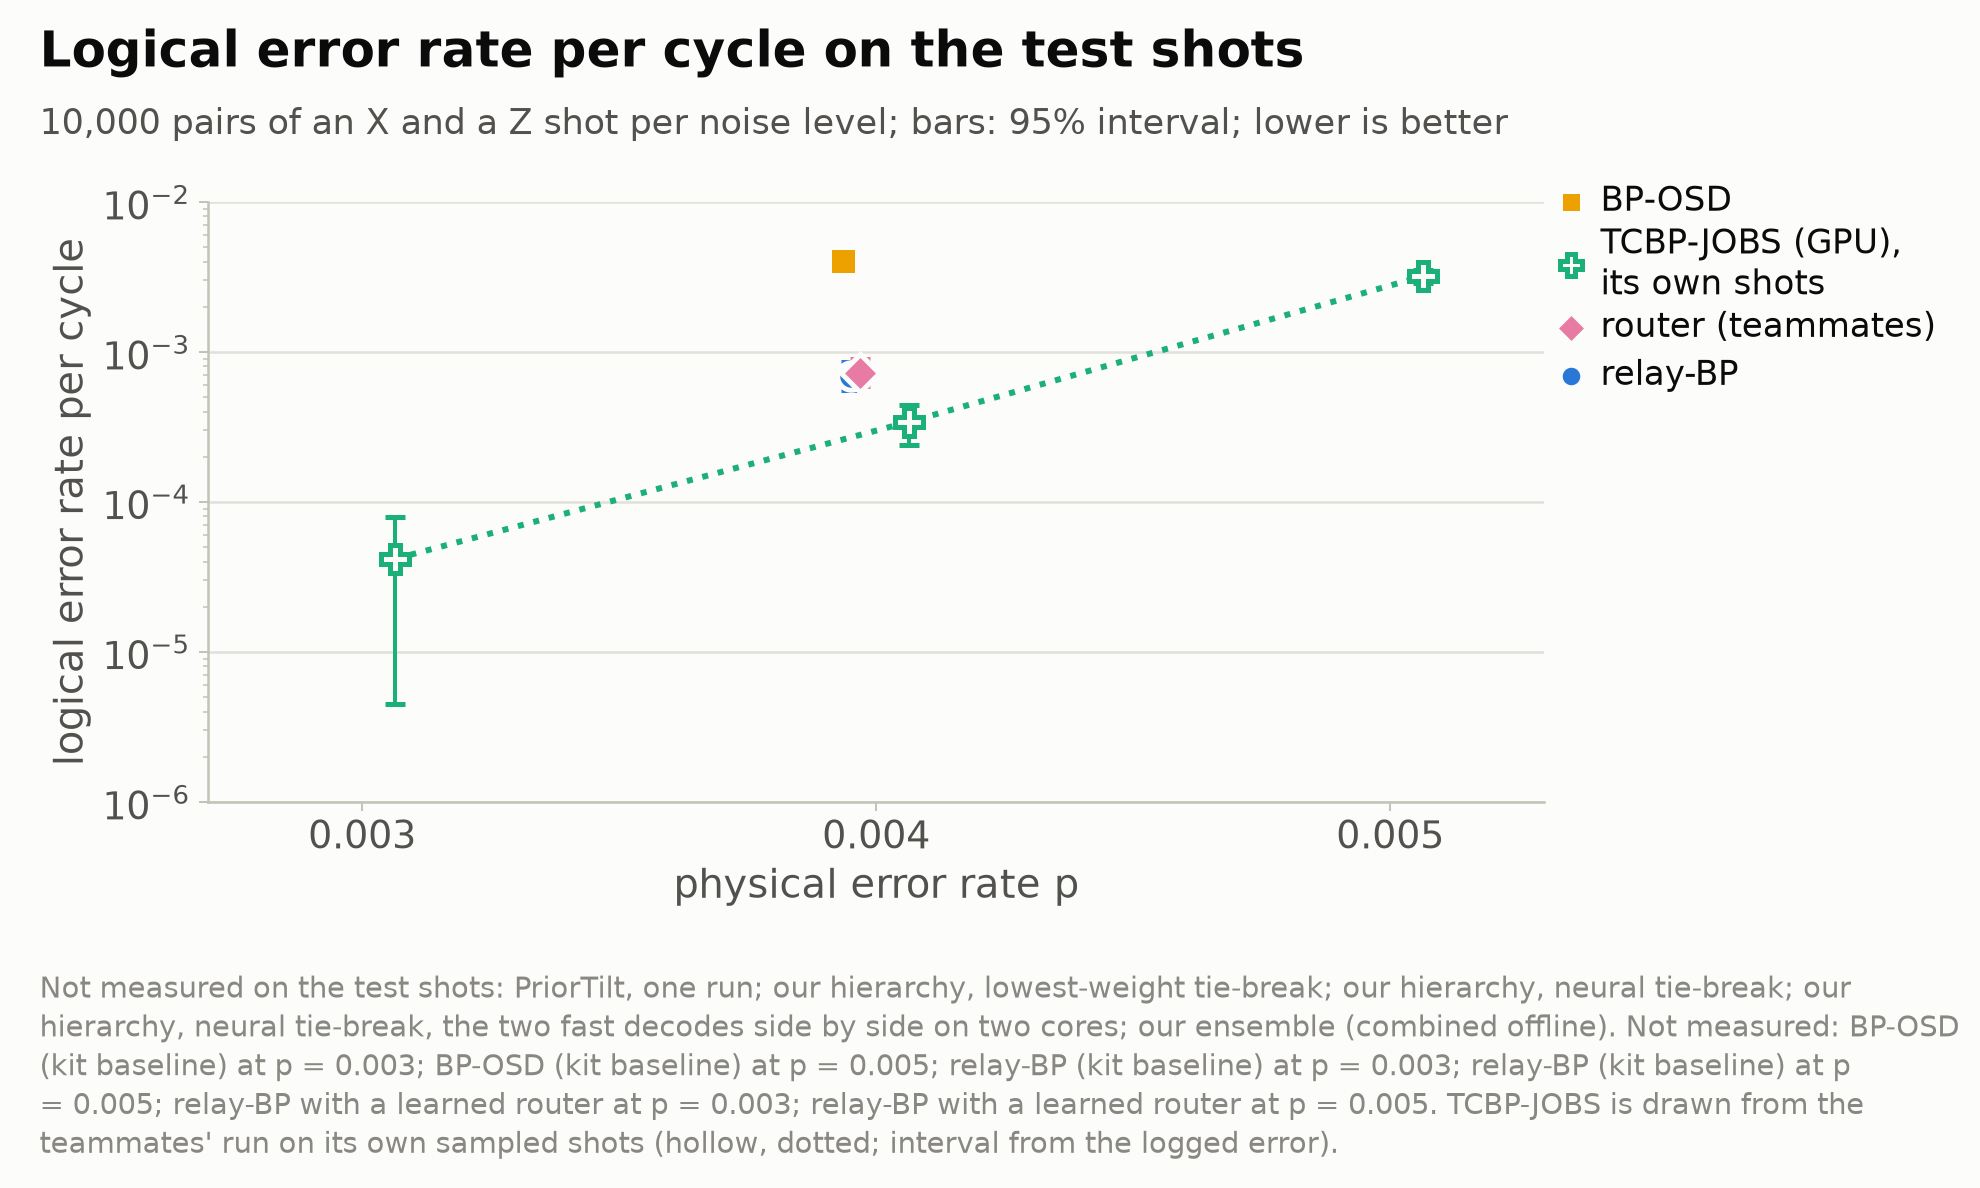 Logical error rate per cycle on the test shots
10,000 pairs of an X and a Z shot per noise level; bars: 95% interval; lower is better
10⁻²
10⁻³
10⁻⁴
10⁻⁵
10⁻⁶
logical error rate per cycle
0.003
0.004
0.005
physical error rate p
BP-OSD
TCBP-JOBS (GPU),
its own shots
router (teammates)
relay-BP
Not measured on the test shots: PriorTilt, one run; our hierarchy, lowest-weight tie-break; our hierarchy, neural tie-break; our
hierarchy, neural tie-break, the two fast decodes side by side on two cores; our ensemble (combined offline). Not measured: BP-OSD
(kit baseline) at p = 0.003; BP-OSD (kit baseline) at p = 0.005; relay-BP (kit baseline) at p = 0.003; relay-BP (kit baseline) at p
= 0.005; relay-BP with a learned router at p = 0.003; relay-BP with a learned router at p = 0.005. TCBP-JOBS is drawn from the
teammates' run on its own sampled shots (hollow, dotted; interval from the logged error).